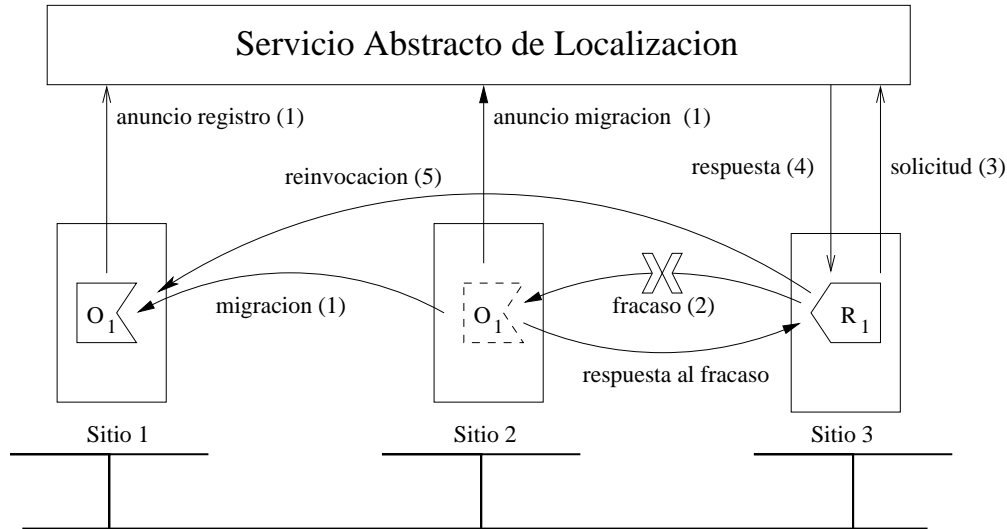 Servicio Abstracto de Localizacion
anuncio registro (1)
anuncio migracion (1)
respuesta (4)
solicitud (3)
reinvocacion (5)
migracion (1)
fracaso (2)
O1
O1
R1
respuesta al fracaso
Sitio 1
Sitio 2
Sitio 3